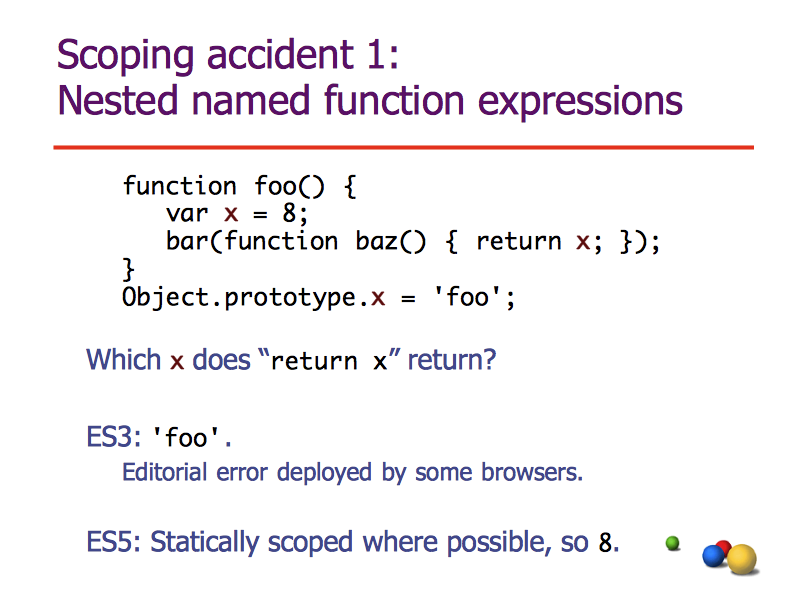 Scoping accident 1:
Nested named function expressions
function foo() {
var x = 8;
bar(function baz() { return x; });
}
Object.prototype.x = 'foo';
Which x does “return x” return?
ES3: 'foo'.
Editorial error deployed by some browsers.
ES5: Statically scoped where possible, so 8.